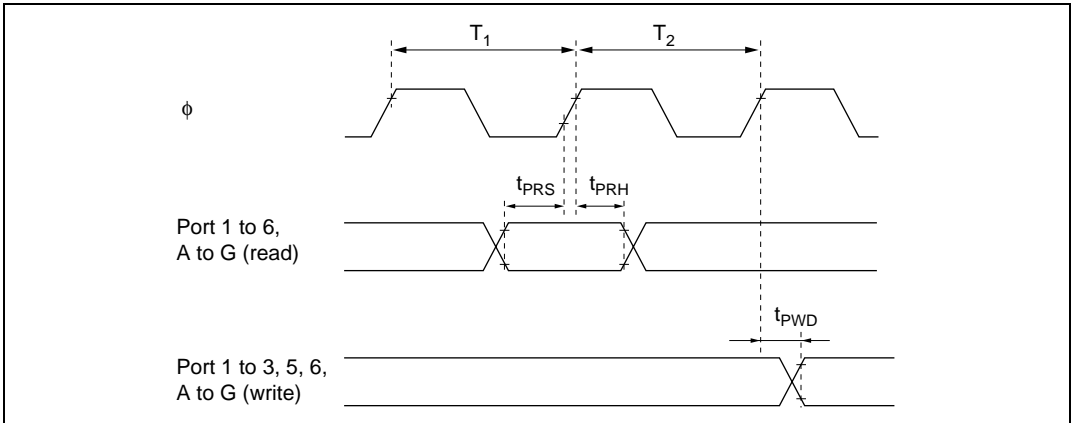 T₁ T₂
ϕ
tPRS tPRH
Port 1 to 6,
A to G (read)
tPWD
Port 1 to 3, 5, 6,
A to G (write)